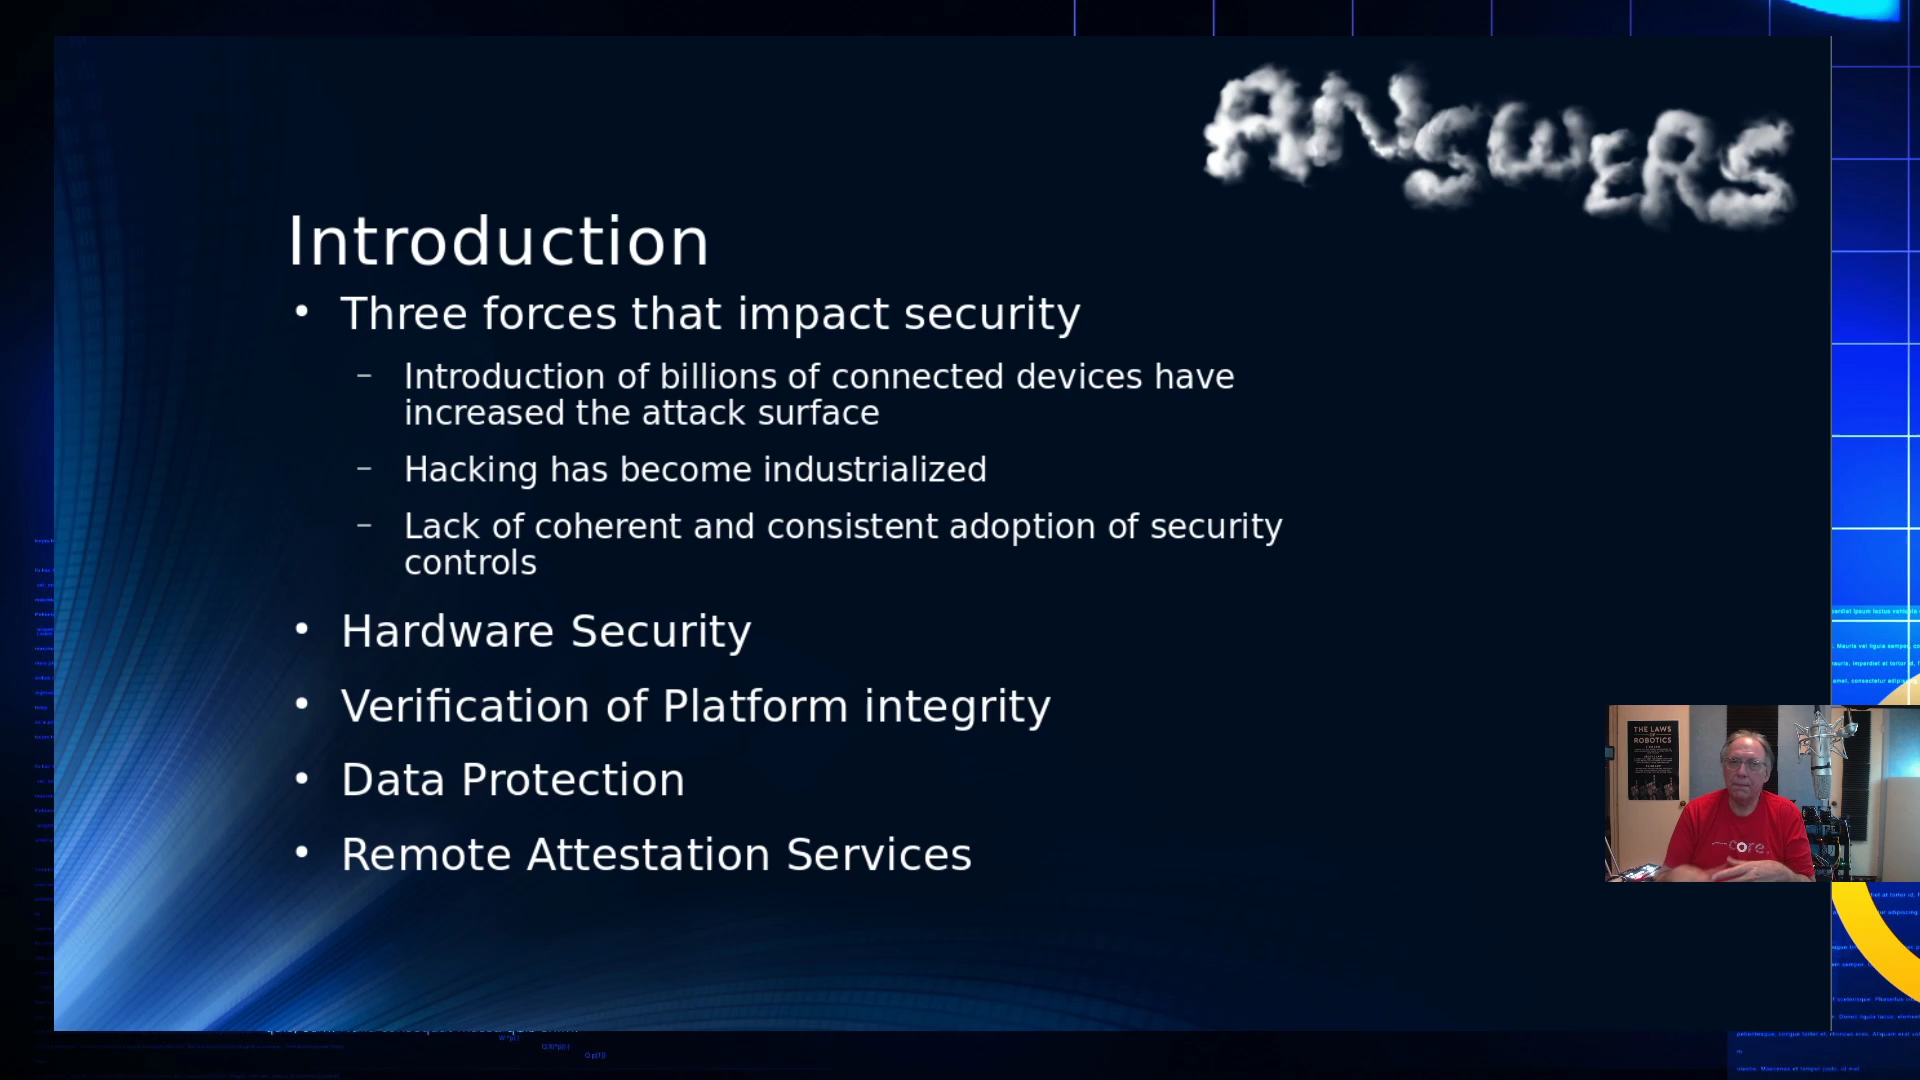 ANSWERS
Introduction
• Three forces that impact security
– Introduction of billions of connected devices have
increased the attack surface
– Hacking has become industrialized
– Lack of coherent and consistent adoption of security
controls
• Hardware Security
• Verification of Platform integrity
• Data Protection
• Remote Attestation Services
THE LAWS
OF
ROBOTICS
core.